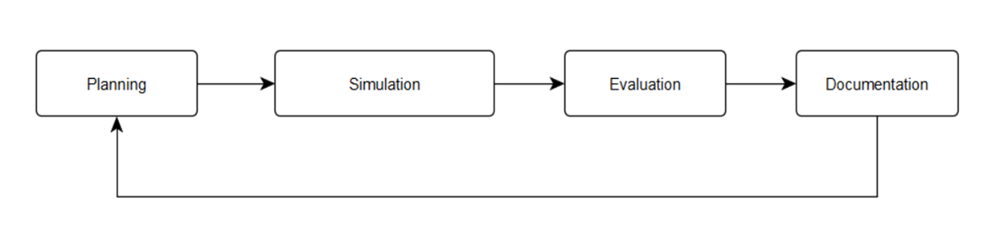 Planning
Simulation
Evaluation
Documentation